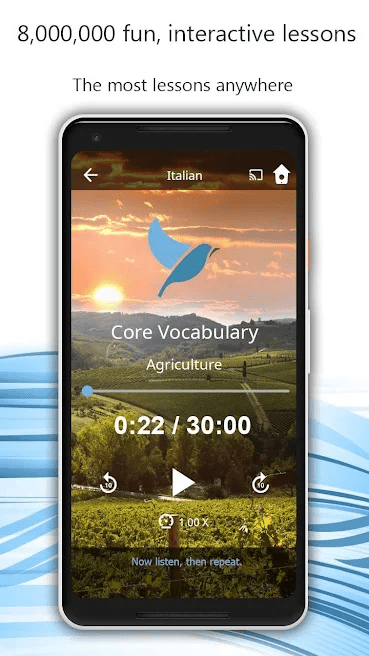 8,000,000 fun, interactive lessons
The most lessons anywhere
Italian
Core Vocabulary
Agriculture
0:22 / 30:00
10
10
1.00 X
Now listen, then repeat.